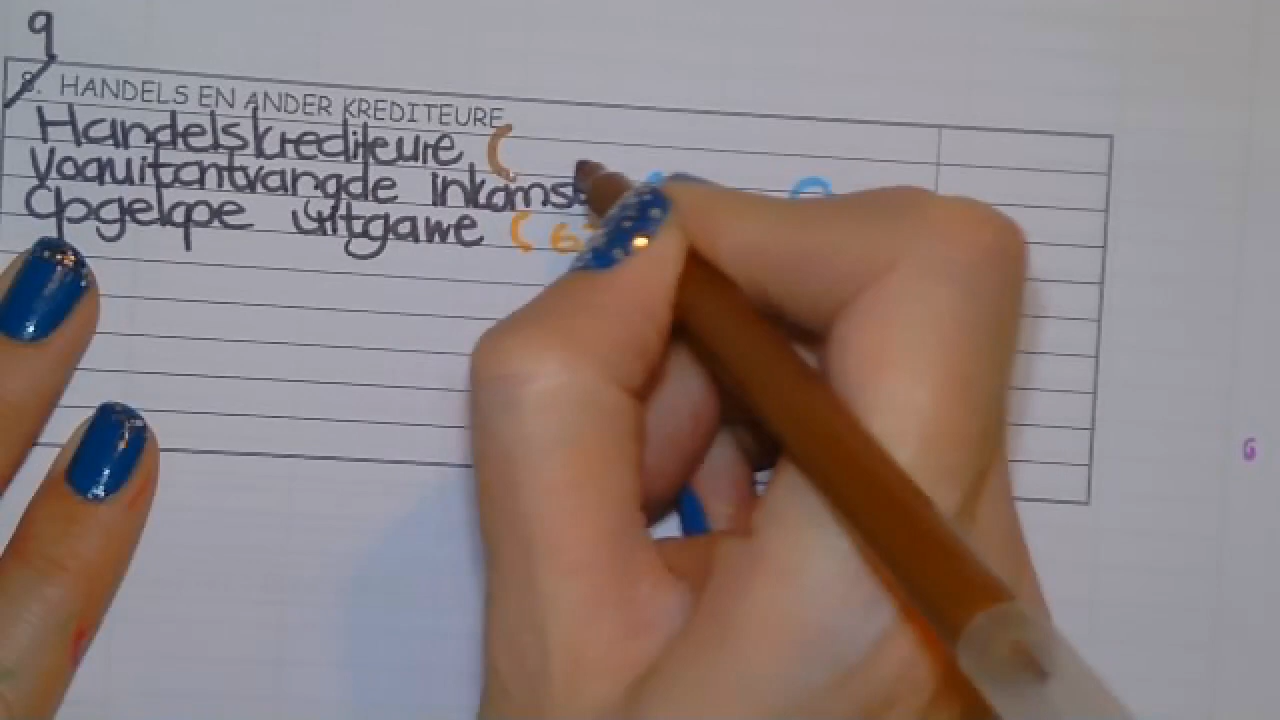 9
8. HANDELS EN ANDER KREDITEURE
Handelskrediteure (
Vooruitontvangde Inkomst
Opgelope uitgawe ( 6
6